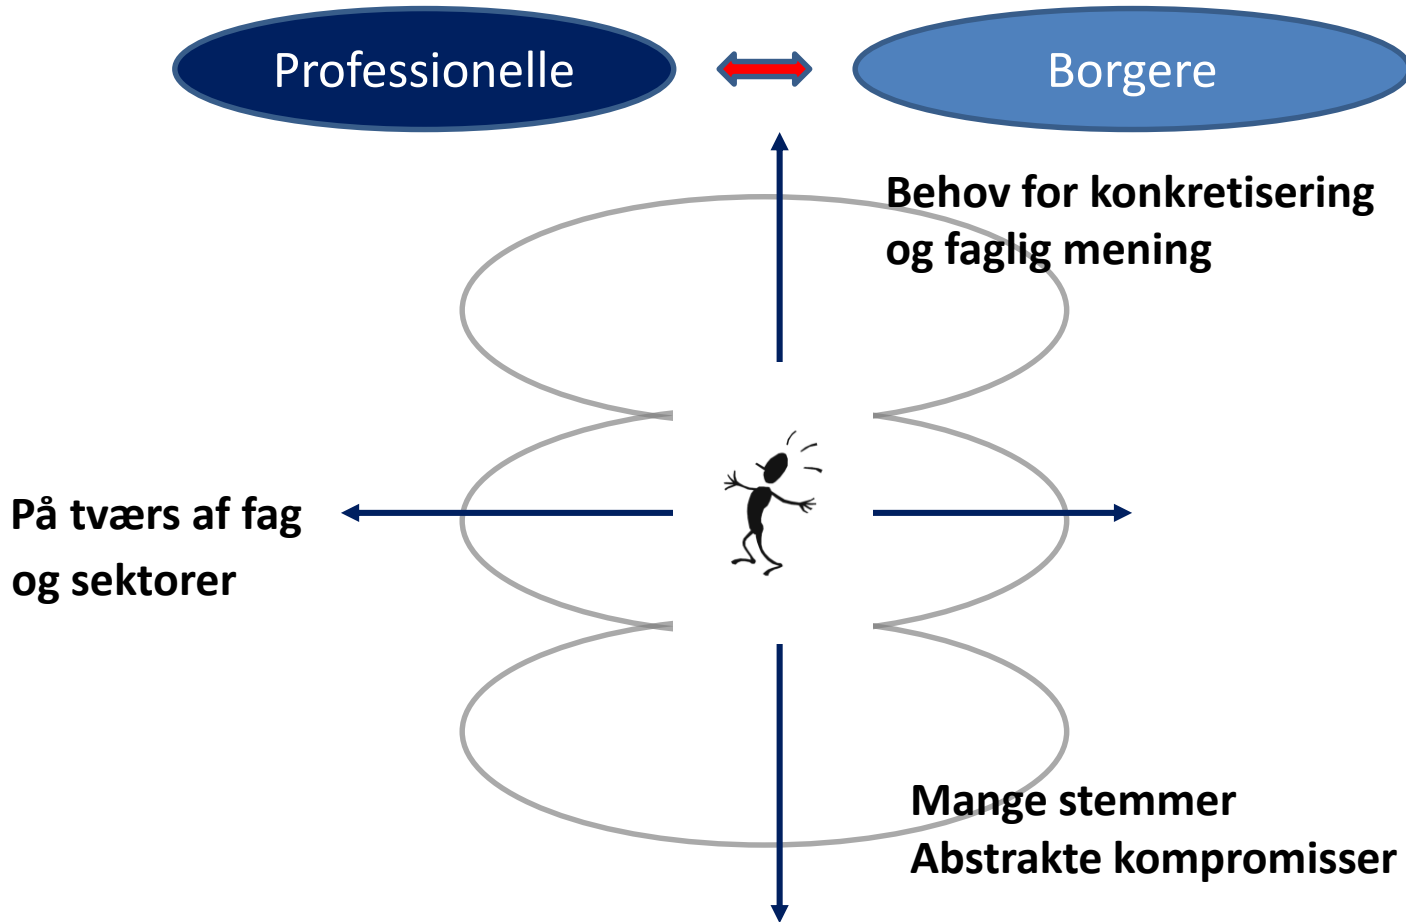 Professionelle
Borgere
Behov for konkretisering
og faglig mening
På tværs af fag
og sektorer
Mange stemmer
Abstrakte kompromisser